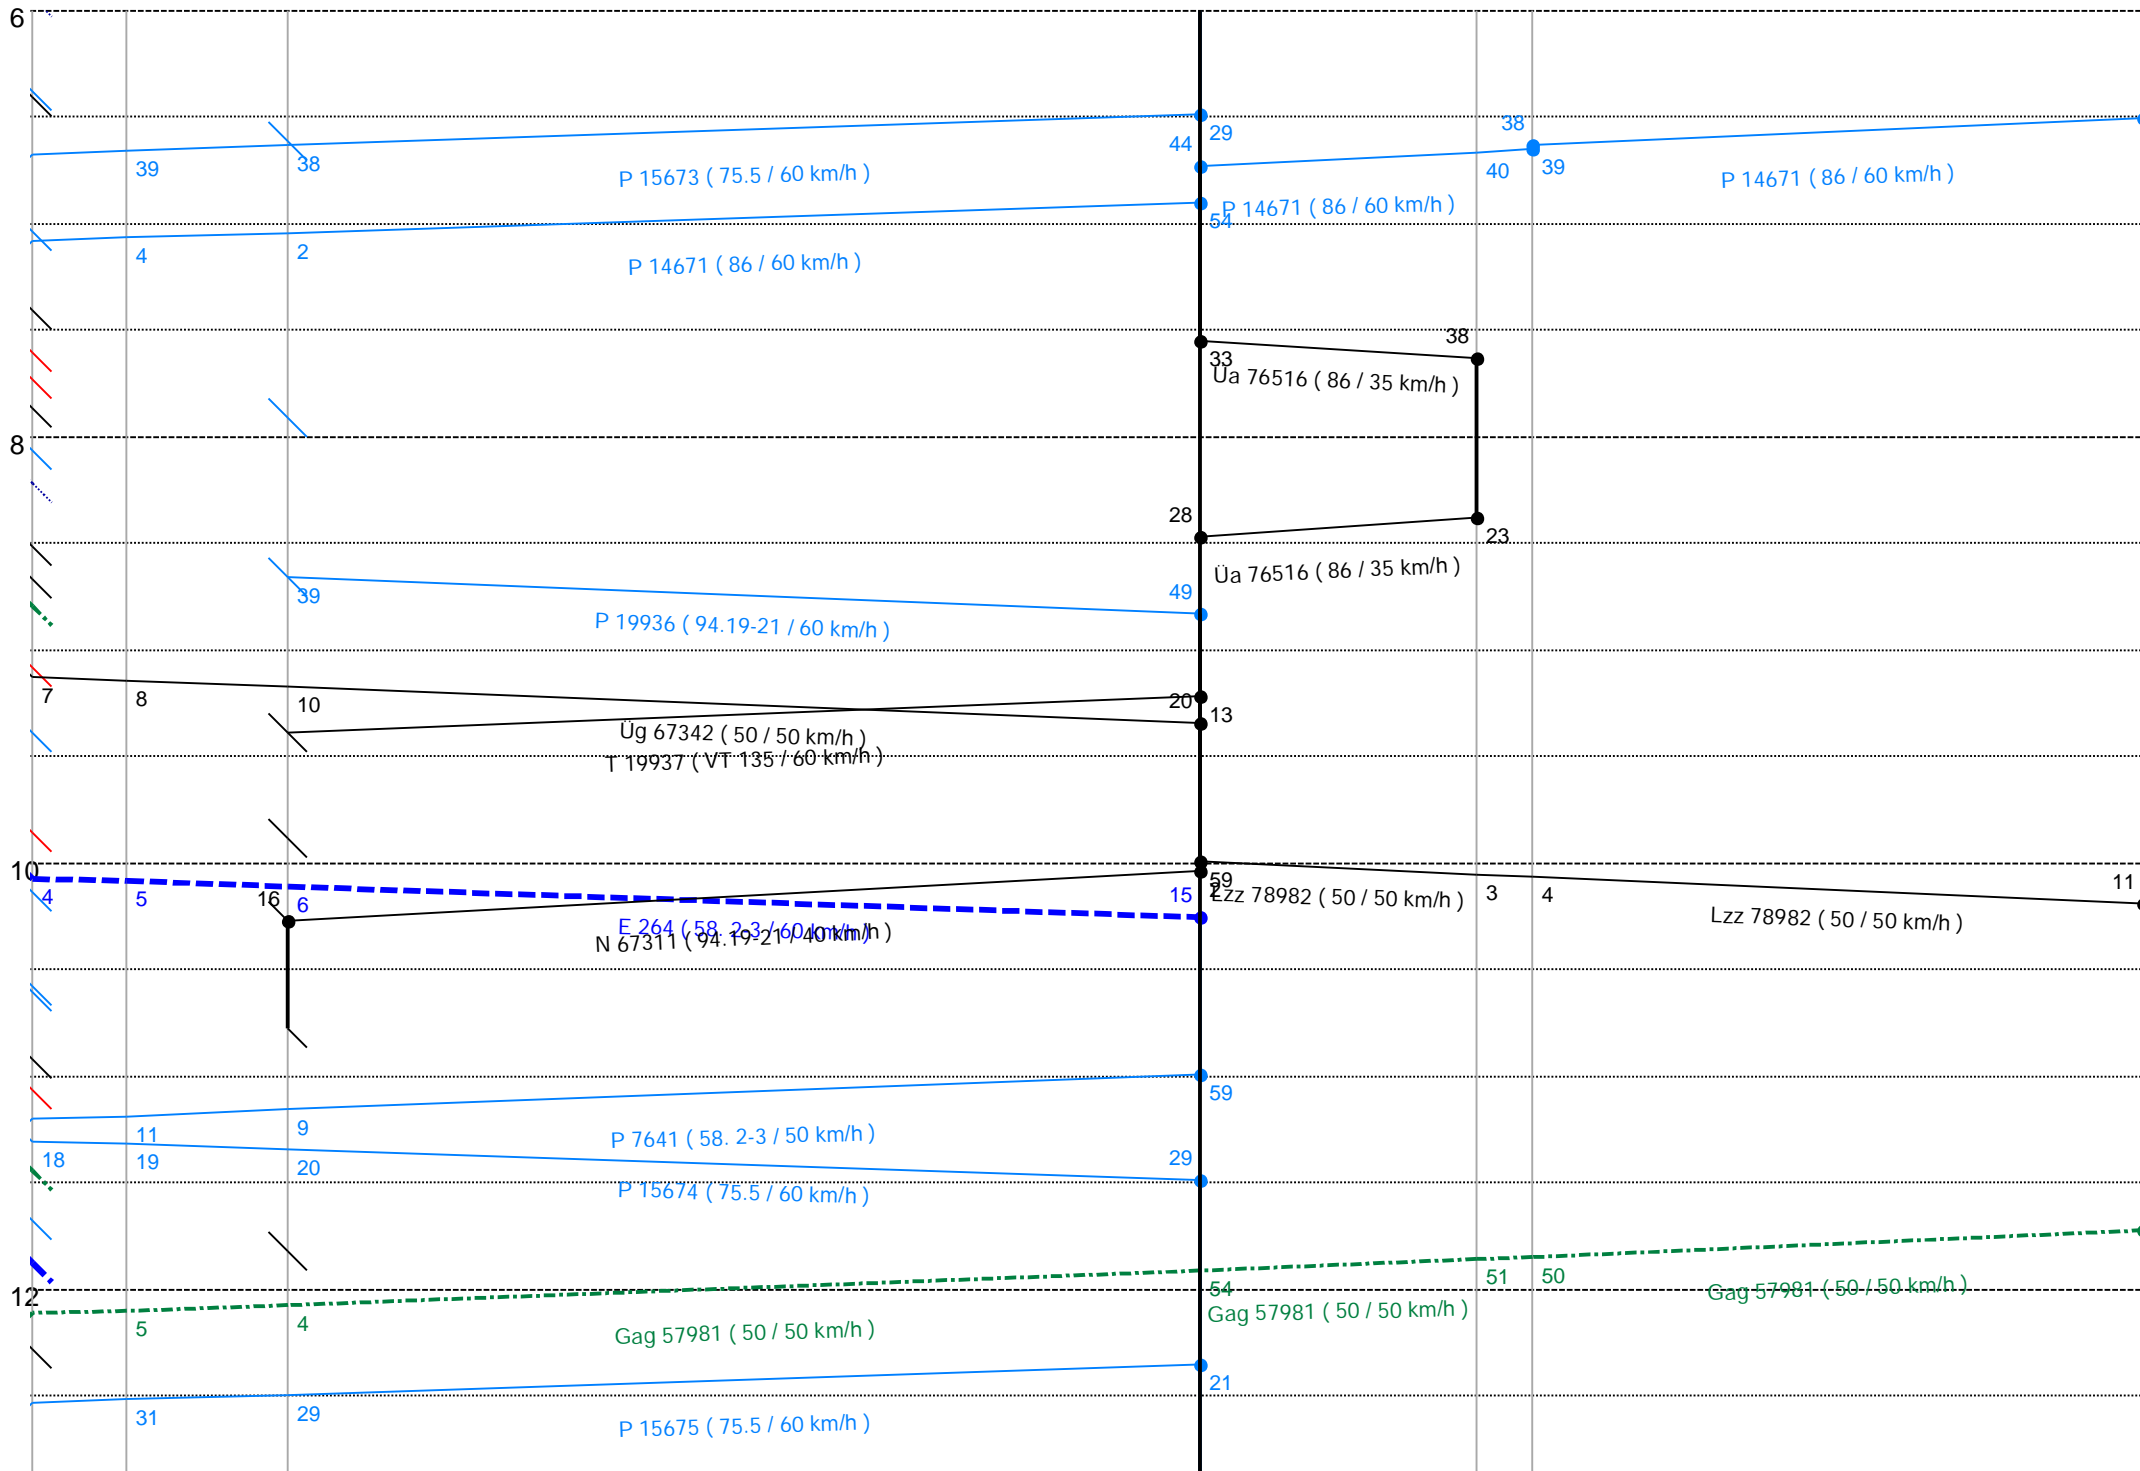 6
38
29
44
39
38
40
39
P 15673 ( 75.5 / 60 km/h )
P 14671 ( 86 / 60 km/h )
P 14671 ( 86 / 60 km/h )
54
4
2
P 14671 ( 86 / 60 km/h )
38
33
Üa 76516 ( 86 / 35 km/h )
8
28
23
Üa 76516 ( 86 / 35 km/h )
39
49
P 19936 ( 94.19-21 / 60 km/h )
7
8
10
20
13
Üg 67342 ( 50 / 50 km/h )
T 19937 ( VT 135 / 60 km/h )
10
4
5
16
6
15
59
2
Lzz 78982 ( 50 / 50 km/h )
3
4
11
Lzz 78982 ( 50 / 50 km/h )
E 264 ( 58. 2-3 / 60 km/h )
N 67311 ( 94.19-21 / 40 km/h )
59
11
9
P 7641 ( 58. 2-3 / 50 km/h )
18
19
20
29
P 15674 ( 75.5 / 60 km/h )
12
54
51
50
Gag 57981 ( 50 / 50 km/h )
Gag 57981 ( 50 / 50 km/h )
5
4
Gag 57981 ( 50 / 50 km/h )
21
31
29
P 15675 ( 75.5 / 60 km/h )